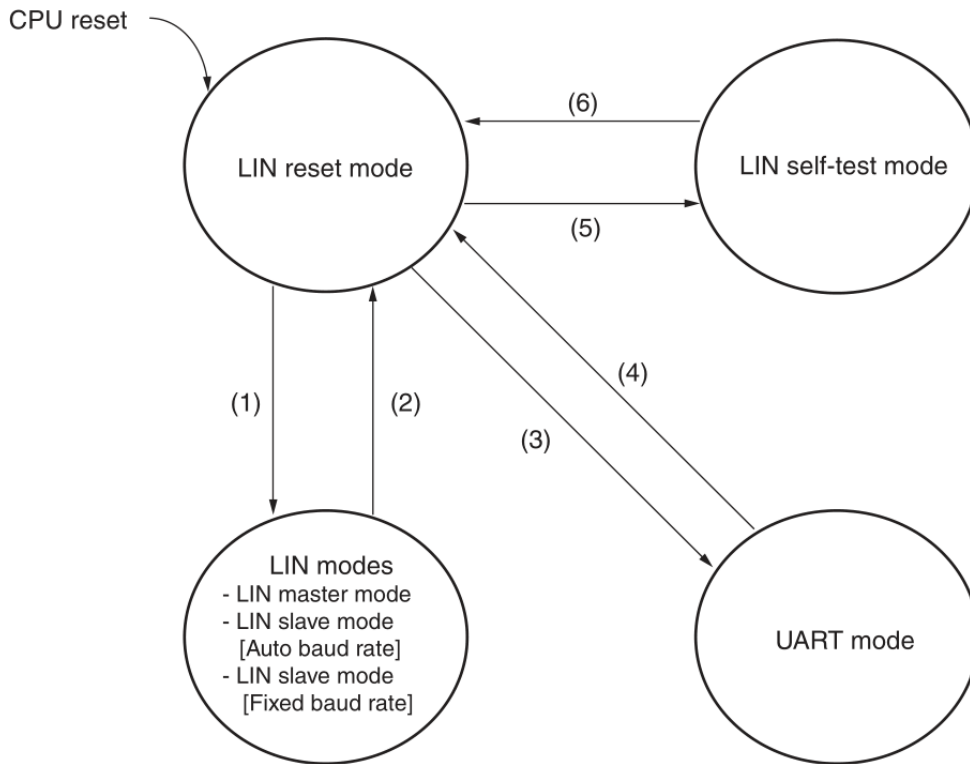 CPU reset
LIN reset mode
(6)
LIN self-test mode
(5)
(1)
(2)
(3)
(4)
LIN modes
- LIN master mode
- LIN slave mode
[Auto baud rate]
- LIN slave mode
[Fixed baud rate]
UART mode